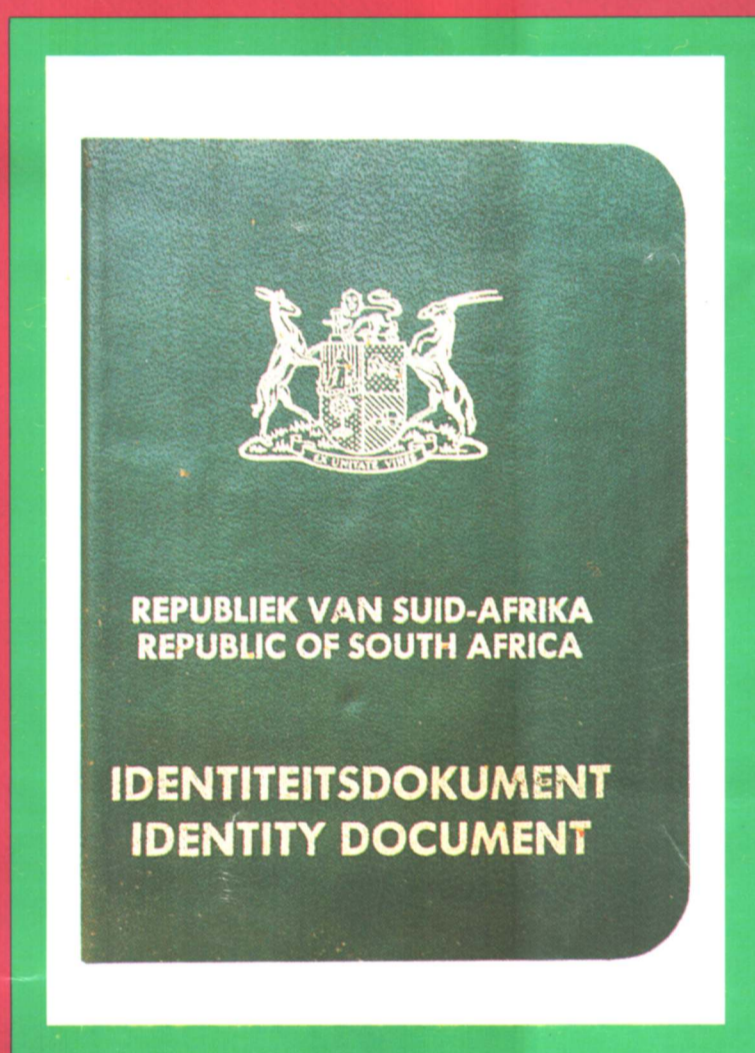 EX UNITATE VIRES
REPUBLIEK VAN SUID-AFRIKA
REPUBLIC OF SOUTH AFRICA
IDENTITEITSDOKUMENT
IDENTITY DOCUMENT